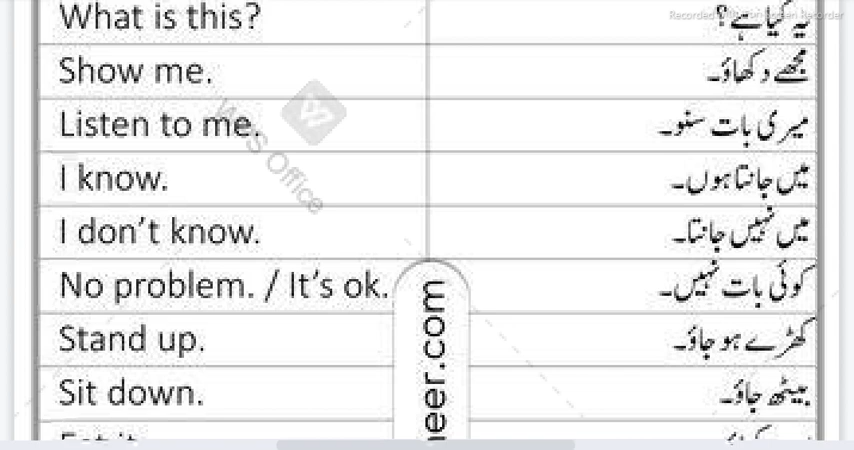 What is this? یہ کیا ہے؟
Show me. مجھے دکھاؤ۔
Listen to me. میری بات سنو۔
I know. میں جانتا ہوں۔
I don’t know. میں نہیں جانتا۔
No problem. / It’s ok. کوئی بات نہیں۔
Stand up. کھڑے ہو جاؤ۔
Sit down. بیٹھ جاؤ۔
WPS Office
eer.com